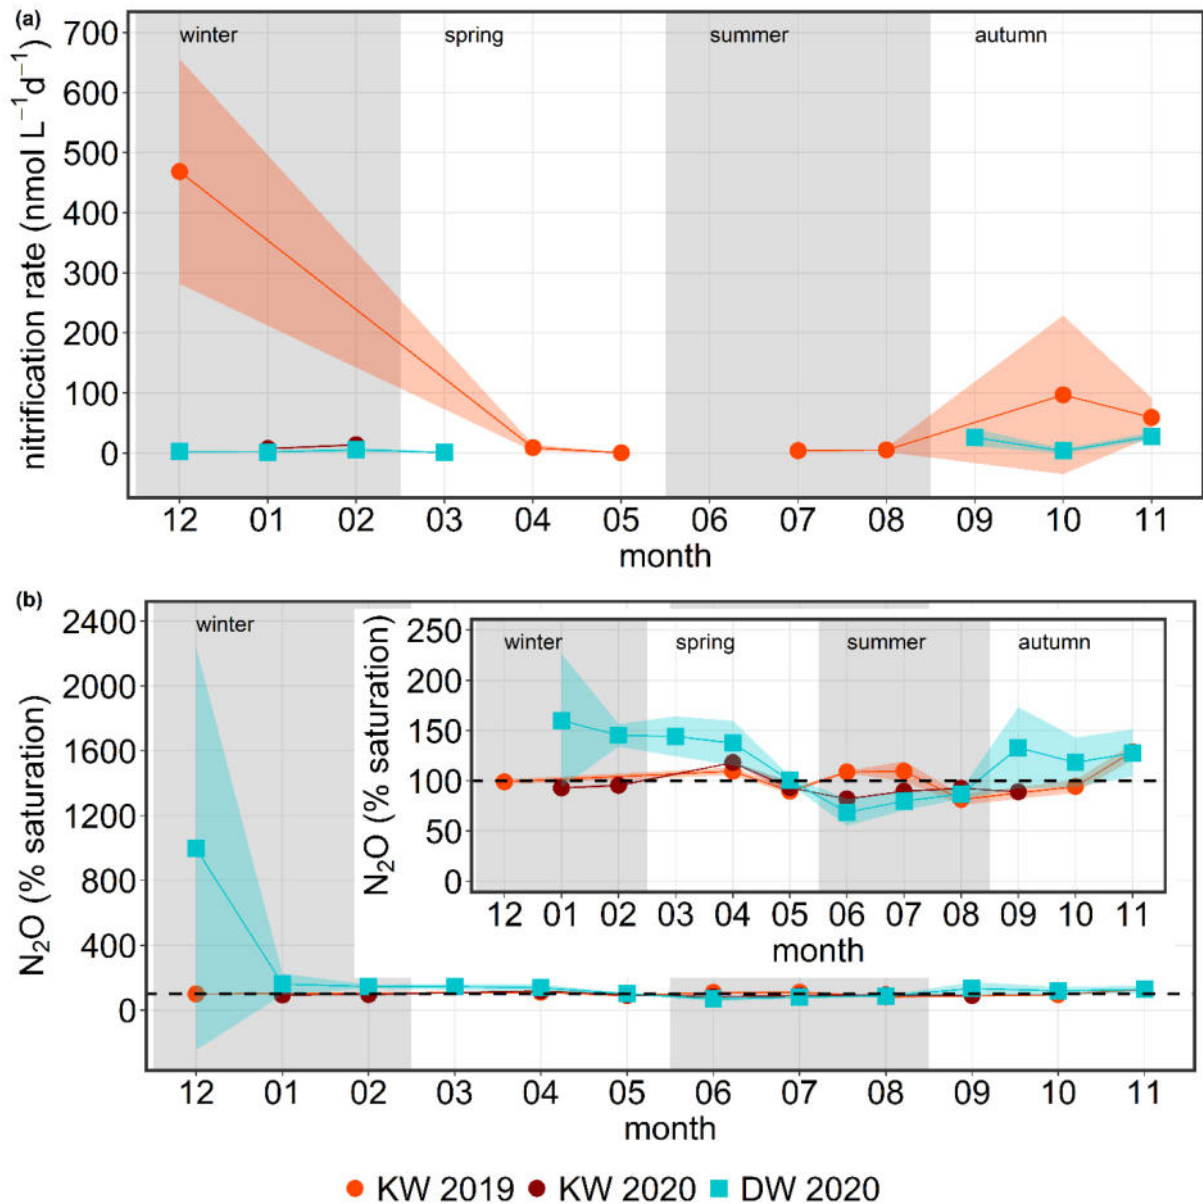 (a)
winter spring summer autumn
700
600
500
400
300
200
100
0
nitrification rate (nmol L⁻¹d⁻¹)
12 01 02 03 04 05 06 07 08 09 10 11
month
(b)
winter
2400
2000
1600
1200
800
400
0
N₂O (% saturation)
winter spring summer autumn
250
200
150
100
50
0
N₂O (% saturation)
12 01 02 03 04 05 06 07 08 09 10 11
month
12 01 02 03 04 05 06 07 08 09 10 11
month
KW 2019 KW 2020 DW 2020